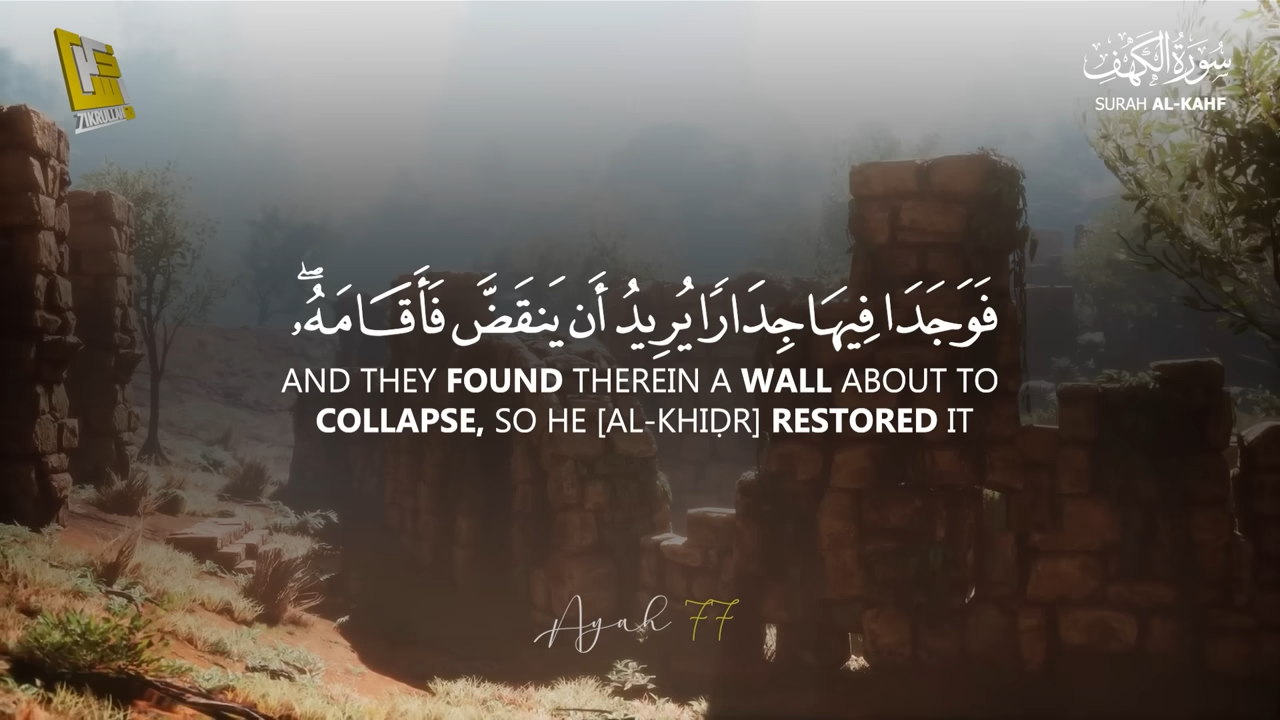 ZIKRULLAH
سُورَةُ الْكَهْفِ
SURAH AL-KAHF
فَوَجَدَا فِيهَا جِدَارًا يُرِيدُ أَن يَنقَضَّ فَأَقَامَهُۥۖ
AND THEY FOUND THEREIN A WALL ABOUT TO
COLLAPSE, SO HE [AL-KHIḌR] RESTORED IT
Ayah 77